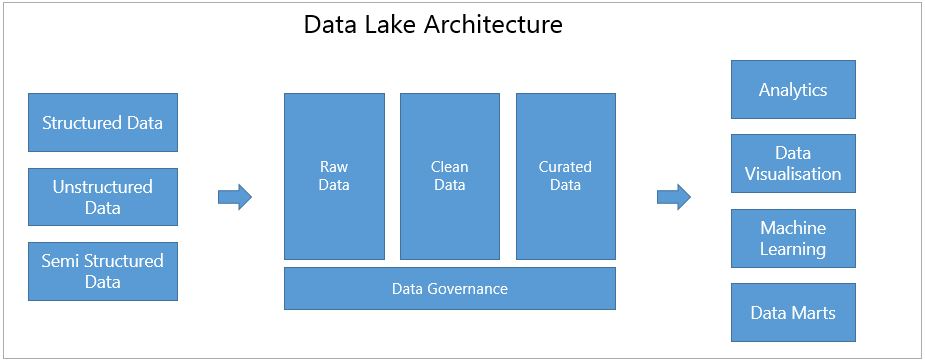 Data Lake Architecture
Structured Data
Unstructured
Data
Semi Structured
Data
Raw
Data
Clean
Data
Curated
Data
Data Governance
Analytics
Data
Visualisation
Machine
Learning
Data Marts